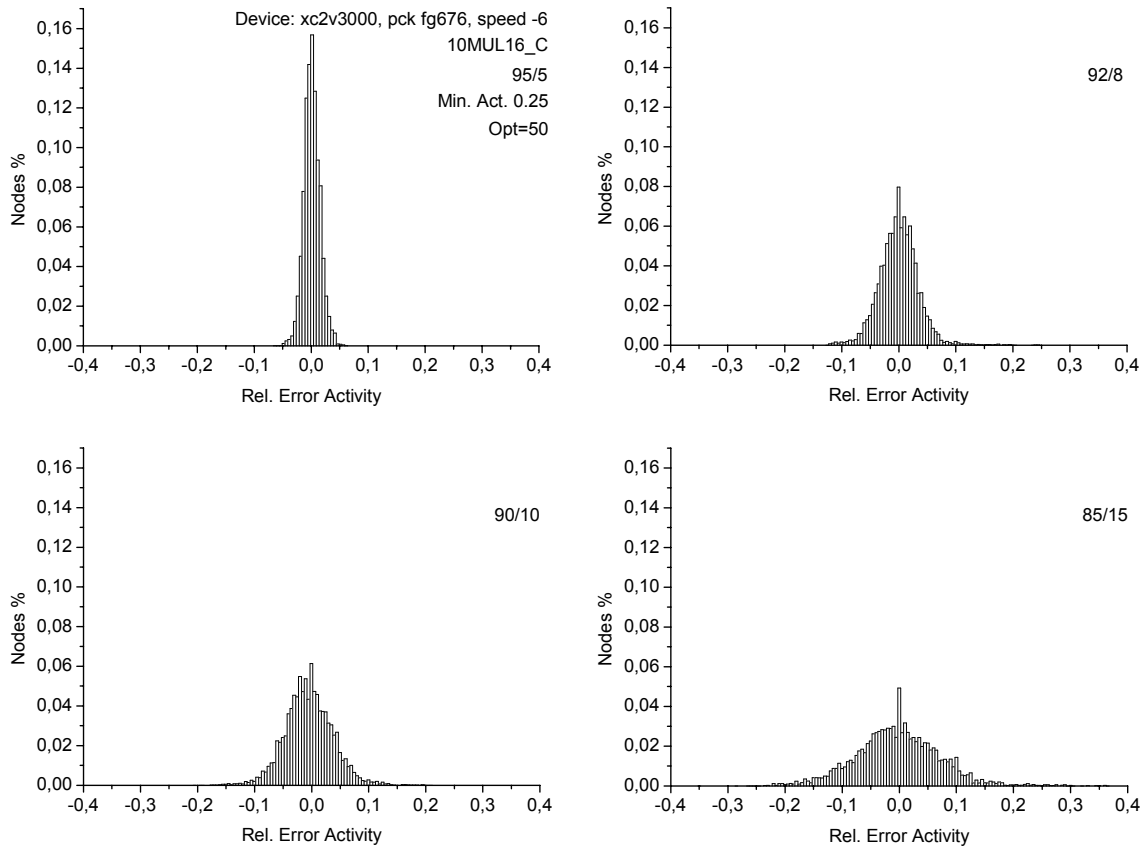 Device: xc2v3000, pck fg676, speed -6
10MUL16_C
95/5
Min. Act. 0.25
Opt=50
Nodes %
0,16
0,14
0,12
0,10
0,08
0,06
0,04
0,02
0,00
-0,4 -0,3 -0,2 -0,1 0,0 0,1 0,2 0,3 0,4
Rel. Error Activity
92/8
Nodes %
0,16
0,14
0,12
0,10
0,08
0,06
0,04
0,02
0,00
-0,4 -0,3 -0,2 -0,1 0,0 0,1 0,2 0,3 0,4
Rel. Error Activity
90/10
Nodes %
0,16
0,14
0,12
0,10
0,08
0,06
0,04
0,02
0,00
-0,4 -0,3 -0,2 -0,1 0,0 0,1 0,2 0,3 0,4
Rel. Error Activity
85/15
Nodes %
0,16
0,14
0,12
0,10
0,08
0,06
0,04
0,02
0,00
-0,4 -0,3 -0,2 -0,1 0,0 0,1 0,2 0,3 0,4
Rel. Error Activity